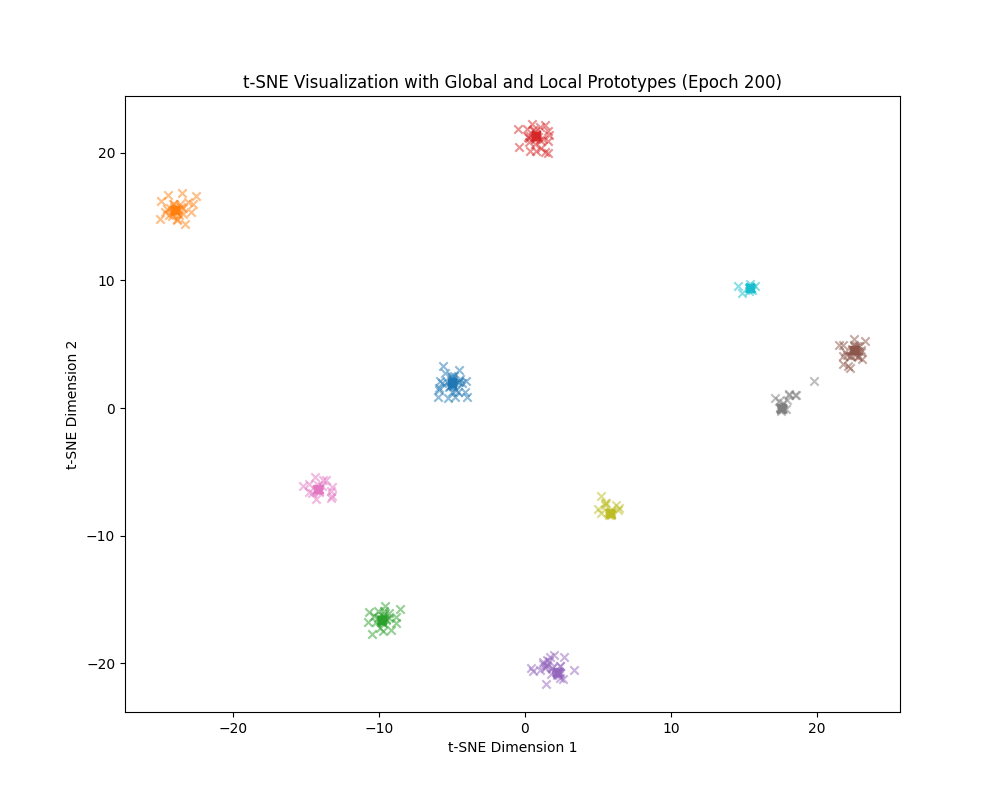 t-SNE Visualization with Global and Local Prototypes (Epoch 200)
20
10
0
−10
−20
t-SNE Dimension 2
−20 −10 0 10 20
t-SNE Dimension 1